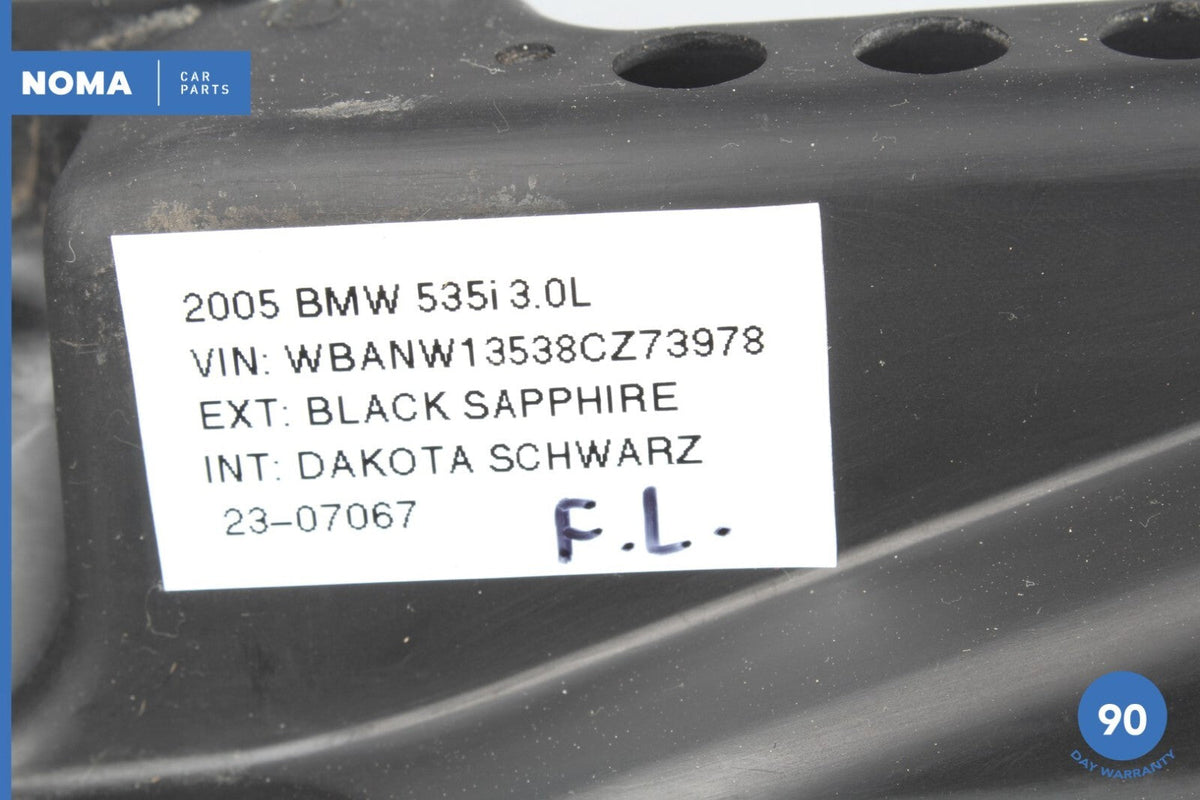 NOMA
CAR
PARTS
2005 BMW 535i 3.0L
VIN: WBANW13538CZ73978
EXT: BLACK SAPPHIRE
INT: DAKOTA SCHWARZ
23-07067
F.L.
90
DAY WARRANTY